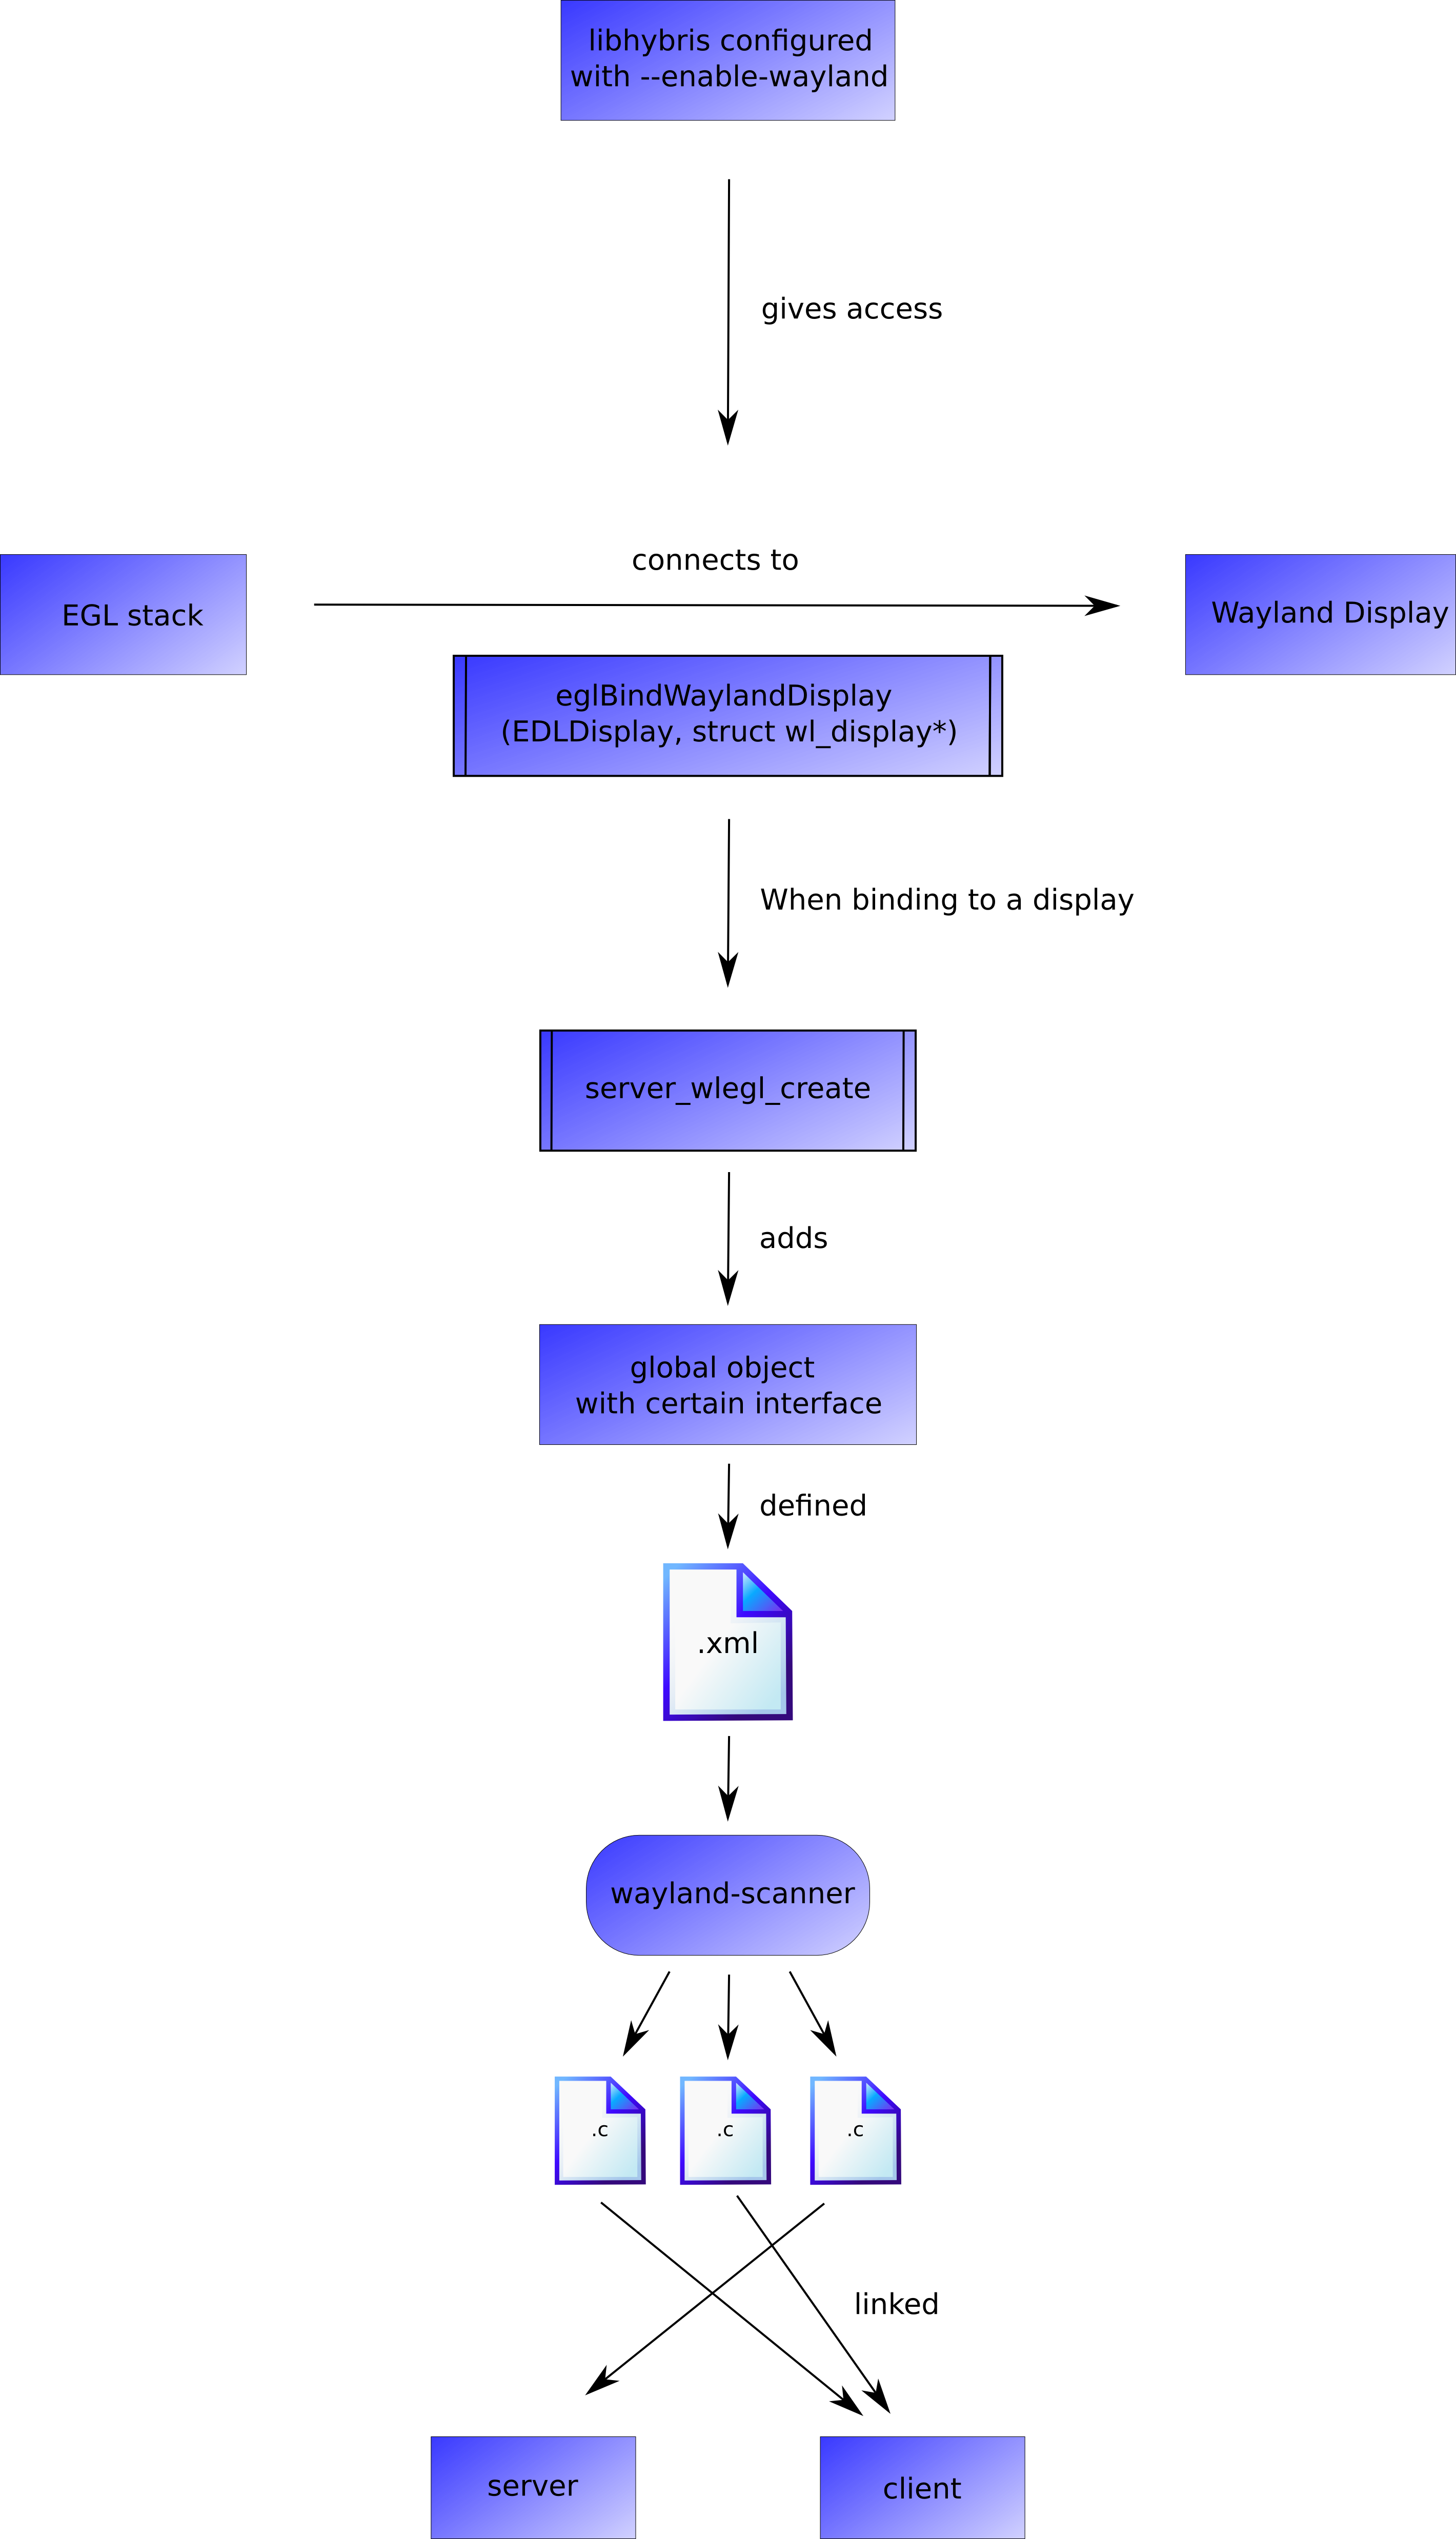 libhybris configured
with --enable-wayland
gives access
connects to
EGL stack
Wayland Display
eglBindWaylandDisplay
(EDLDisplay, struct wl_display*)
When binding to a display
server_wlegl_create
adds
global object
with certain interface
defined
.xml
wayland-scanner
.c
.c
.c
linked
server
client